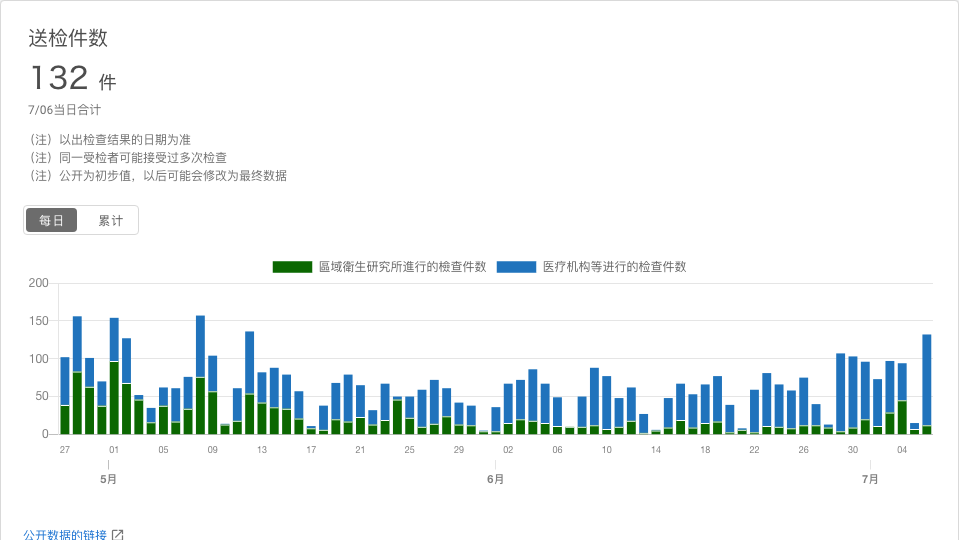 送检件数
132 件
7/06当日合计
（注）以出检查结果的日期为准
（注）同一受检者可能接受过多次检查
（注）公开为初步值，以后可能会修改为最终数据
每日 累计
區域衛生研究所進行的檢查件數 医疗机构等进行的检查件数
200
150
100
50
0
27 01 05 09 13 17 21 25 29 02 06 10 14 18 22 26 30 04
5月 6月 7月
公开数据的链接